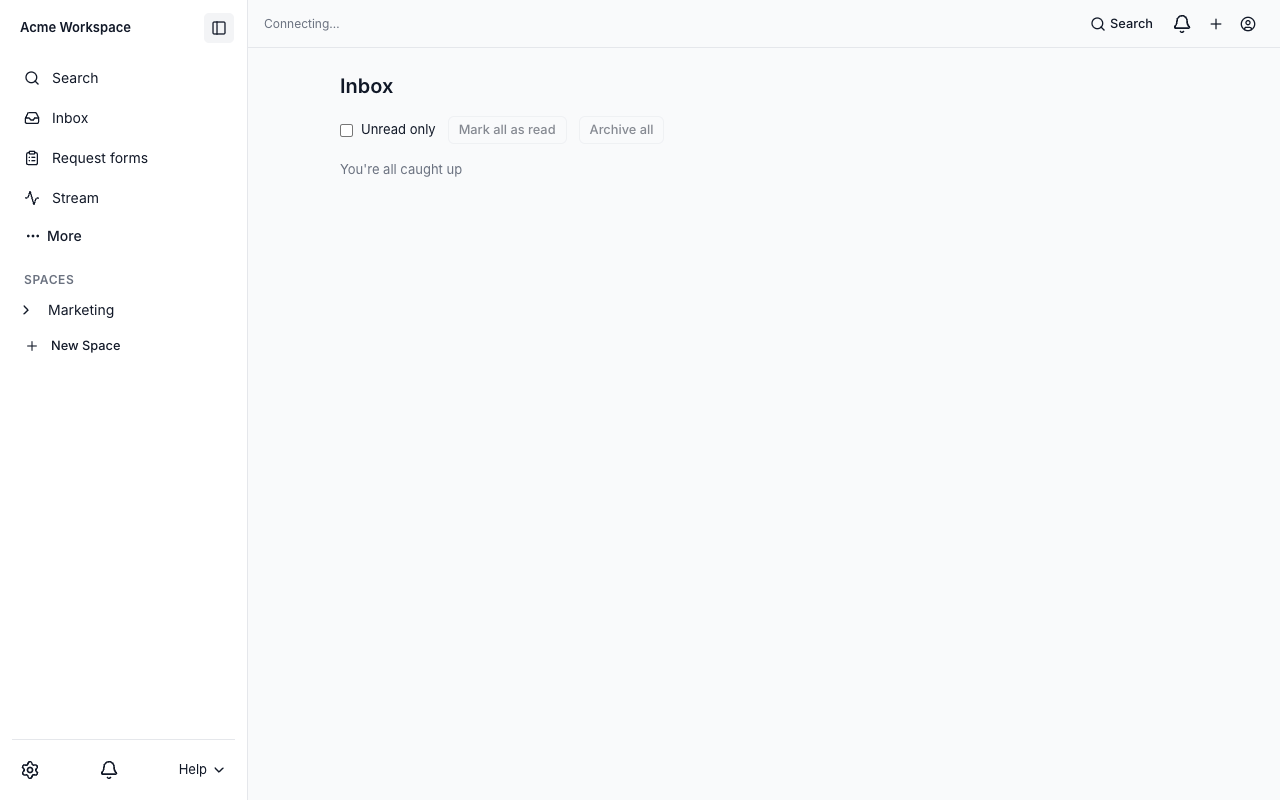 Acme Workspace
Search
Inbox
Request forms
Stream
More
SPACES
Marketing
New Space
Help
Connecting...
Search
Inbox
Unread only
Mark all as read
Archive all
You're all caught up